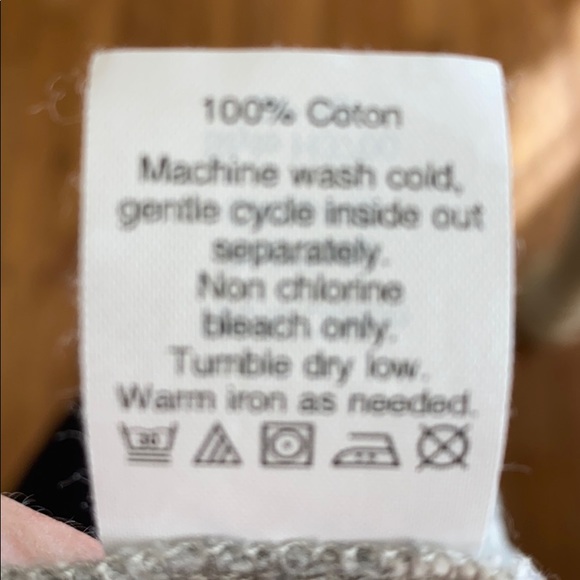 100% Coton
Machine wash cold,
gentle cycle inside out
separately.
Non chlorine
bleach only.
Tumble dry low.
Warm iron as needed.
30